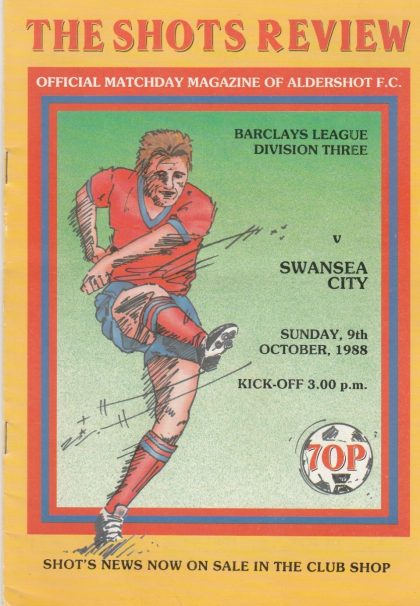 THE SHOTS REVIEW
OFFICIAL MATCHDAY MAGAZINE OF ALDERSHOT F.C.
BARCLAYS LEAGUE
DIVISION THREE
v
SWANSEA
CITY
SUNDAY, 9th
OCTOBER, 1988
KICK-OFF 3.00 p.m.
70P
SHOT'S NEWS NOW ON SALE IN THE CLUB SHOP